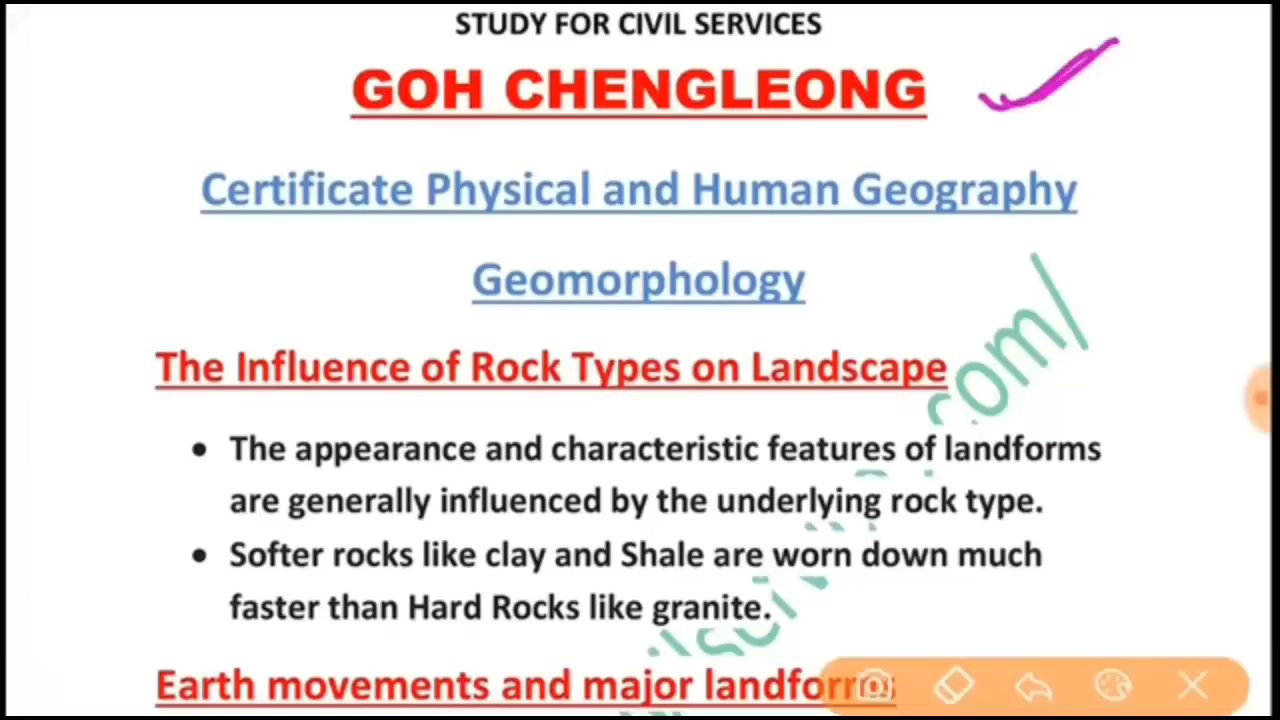 STUDY FOR CIVIL SERVICES
GOH CHENGLEONG
Certificate Physical and Human Geography
Geomorphology
The Influence of Rock Types on Landscape
• The appearance and characteristic features of landforms
are generally influenced by the underlying rock type.
• Softer rocks like clay and Shale are worn down much
faster than Hard Rocks like granite.
Earth movements and major landforms
com/